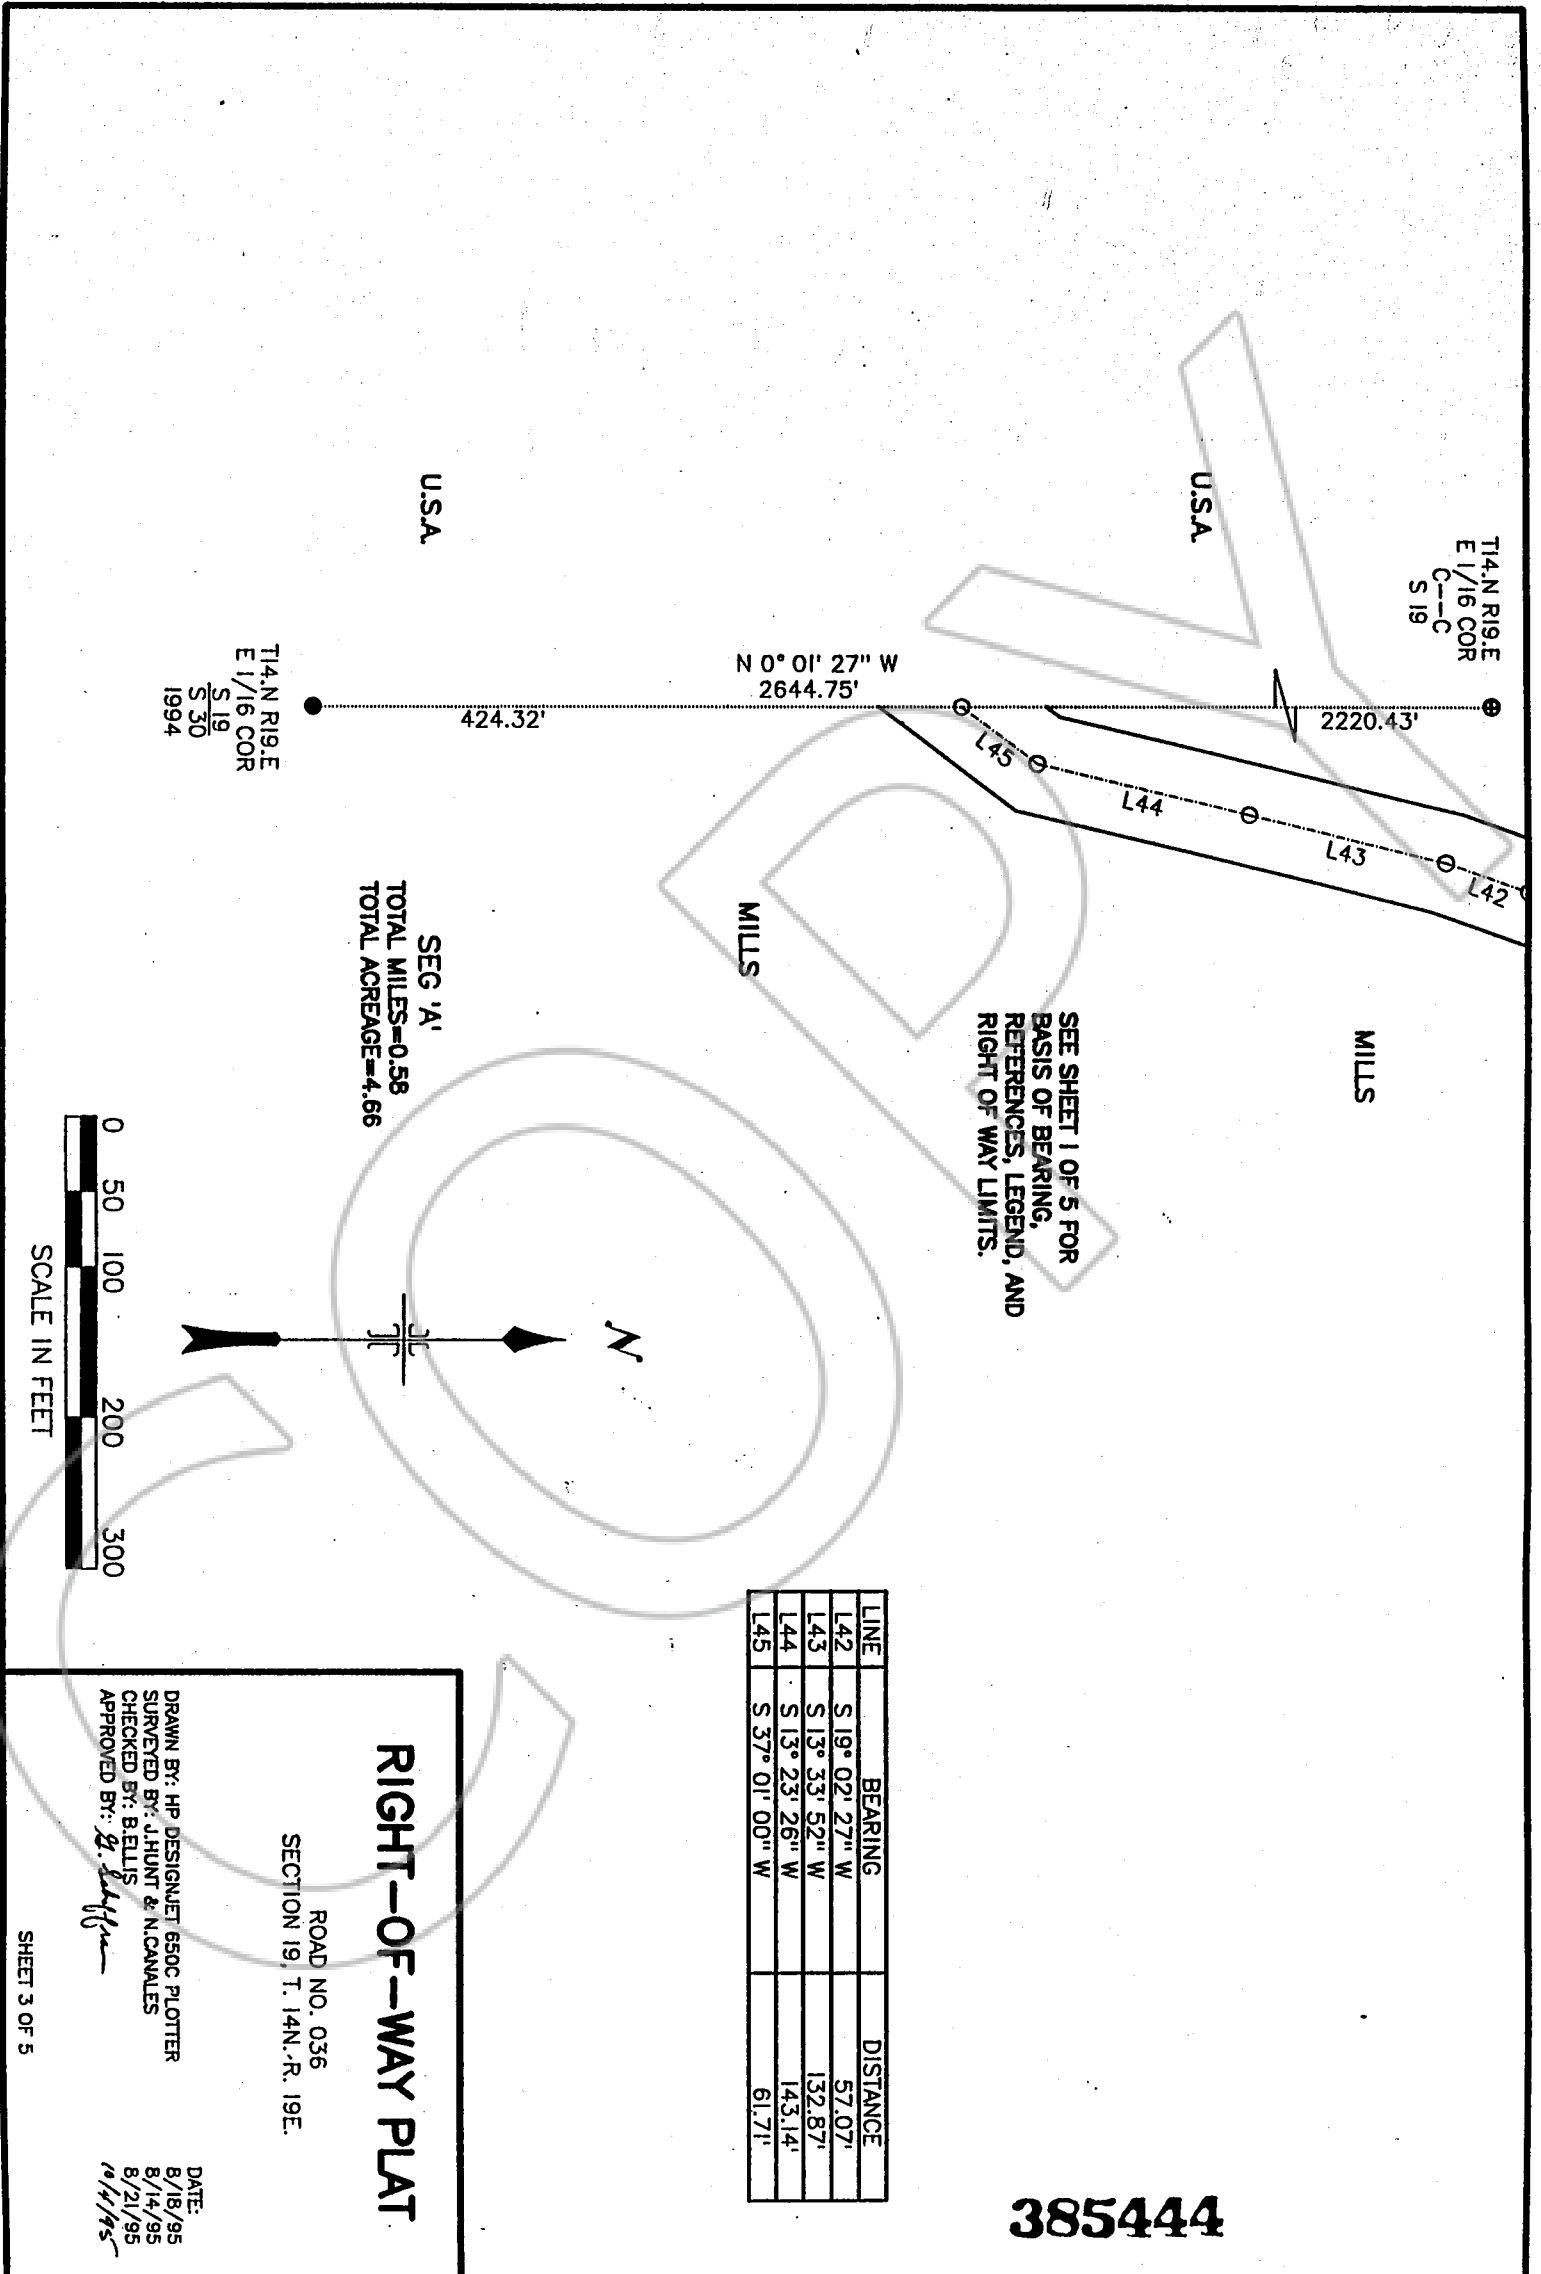 T14.N R19.E
E 1/16 COR
C--C
S 19
U.S.A.
2220.43'
L42
L43
L44
L45
MILLS
SEE SHEET 1 OF 5 FOR
BASIS OF BEARING,
REFERENCES, LEGEND, AND
RIGHT OF WAY LIMITS.
N 0° 01' 27" W
2644.75'
MILLS
U.S.A.
424.32'
T14.N R19.E
E 1/16 COR
S 19
S 30
1994
SEG 'A'
TOTAL MILES=0.58
TOTAL ACREAGE=4.66
N
0 50 100 200 300
SCALE IN FEET
LINE BEARING DISTANCE
L42 S 19° 02' 27" W 57.07'
L43 S 13° 33' 52" W 132.87'
L44 S 13° 23' 26" W 143.14'
L45 S 37° 01' 00" W 61.71'
385444
RIGHT-OF-WAY PLAT
ROAD NO. 036
SECTION 19, T. 14N.-R. 19E.
DATE:
DRAWN BY: HP DESIGNJET 650C PLOTTER 8/18/95
SURVEYED BY: J.HUNT & N.CANALES 8/14/95
CHECKED BY: B.ELLIS 8/21/95
APPROVED BY: 10/4/95
SHEET 3 OF 5
COPY